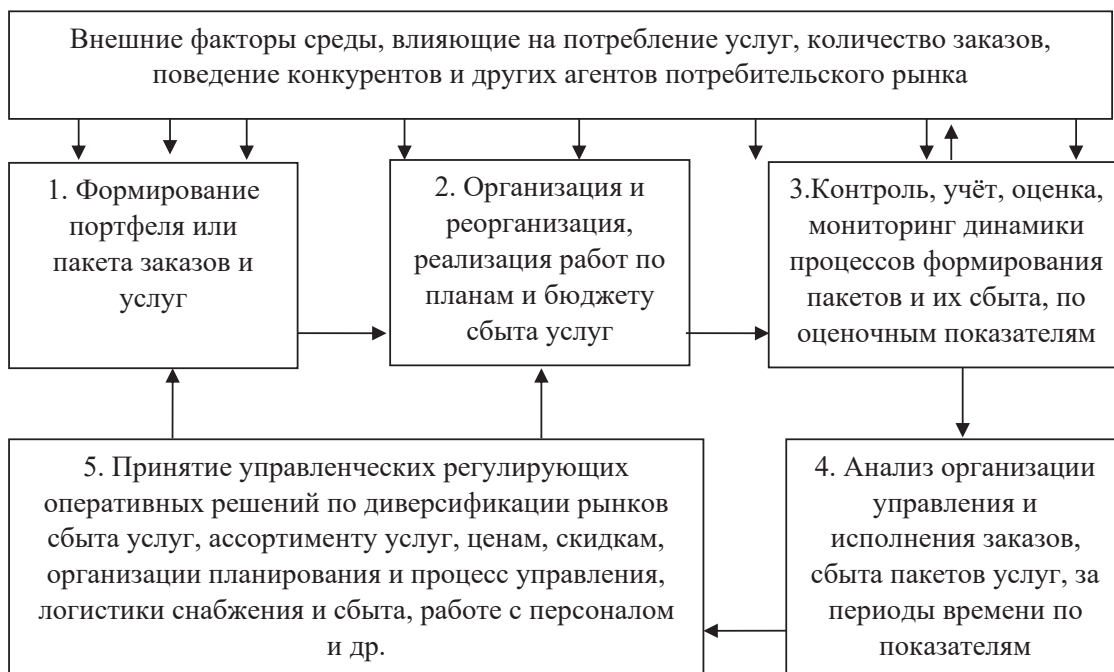 Внешние факторы среды, влияющие на потребление услуг, количество заказов,
поведение конкурентов и других агентов потребительского рынка
1. Формирование
портфеля или
пакета заказов и
услуг
2. Организация и
реорганизация,
реализация работ по
планам и бюджету
сбыта услуг
3.Контроль, учёт, оценка,
мониторинг динамики
процессов формирования
пакетов и их сбыта, по
оценочным показателям
5. Принятие управленческих регулирующих
оперативных решений по диверсификации рынков
сбыта услуг, ассортименту услуг, ценам, скидкам,
организации планирования и процесс управления,
логистики снабжения и сбыта, работе с персоналом
и др.
4. Анализ организации
управления и
исполнения заказов,
сбыта пакетов услуг, за
периоды времени по
показателям